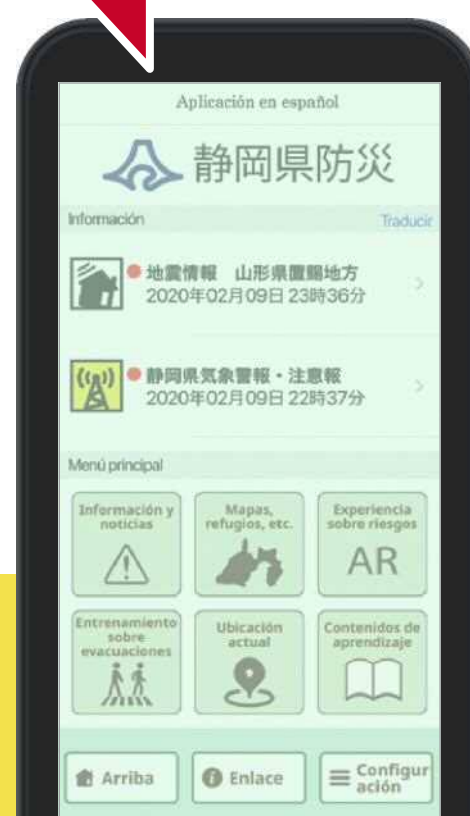 Aplicación en español
静岡県防災
Información Traducir
地震情報 山形県置賜地方
2020年02月09日 23時36分
静岡県気象警報・注意報
2020年02月09日 22時37分
Menú principal
Información y
noticias
Mapas,
refugios, etc.
Experiencia
sobre riesgos
AR
Entrenamiento
sobre
evacuaciones
Ubicación
actual
Contenidos de
aprendizaje
Arriba
Enlace
Configur
ación